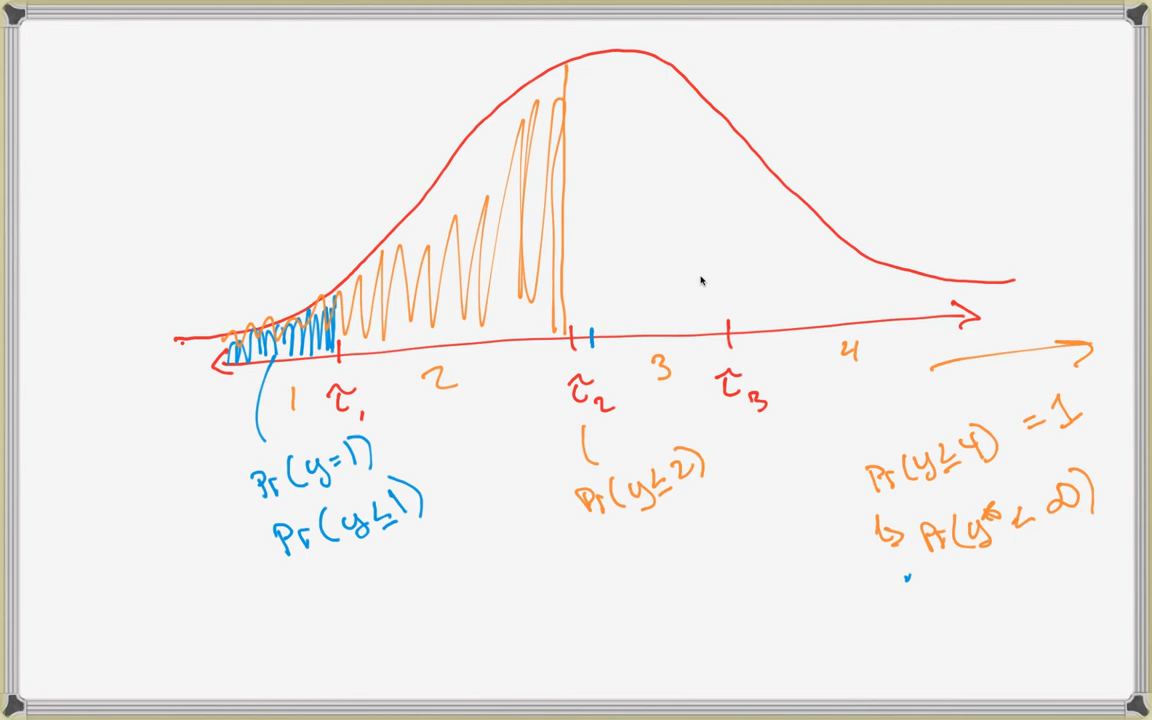 1 τ₁ 2 τ₂ 3 τ₃ 4
Pr(y=1)
Pr(y≤1)
Pr(y≤2)
Pr(y≤4) = 1
↳ Pr(y* < ∞)